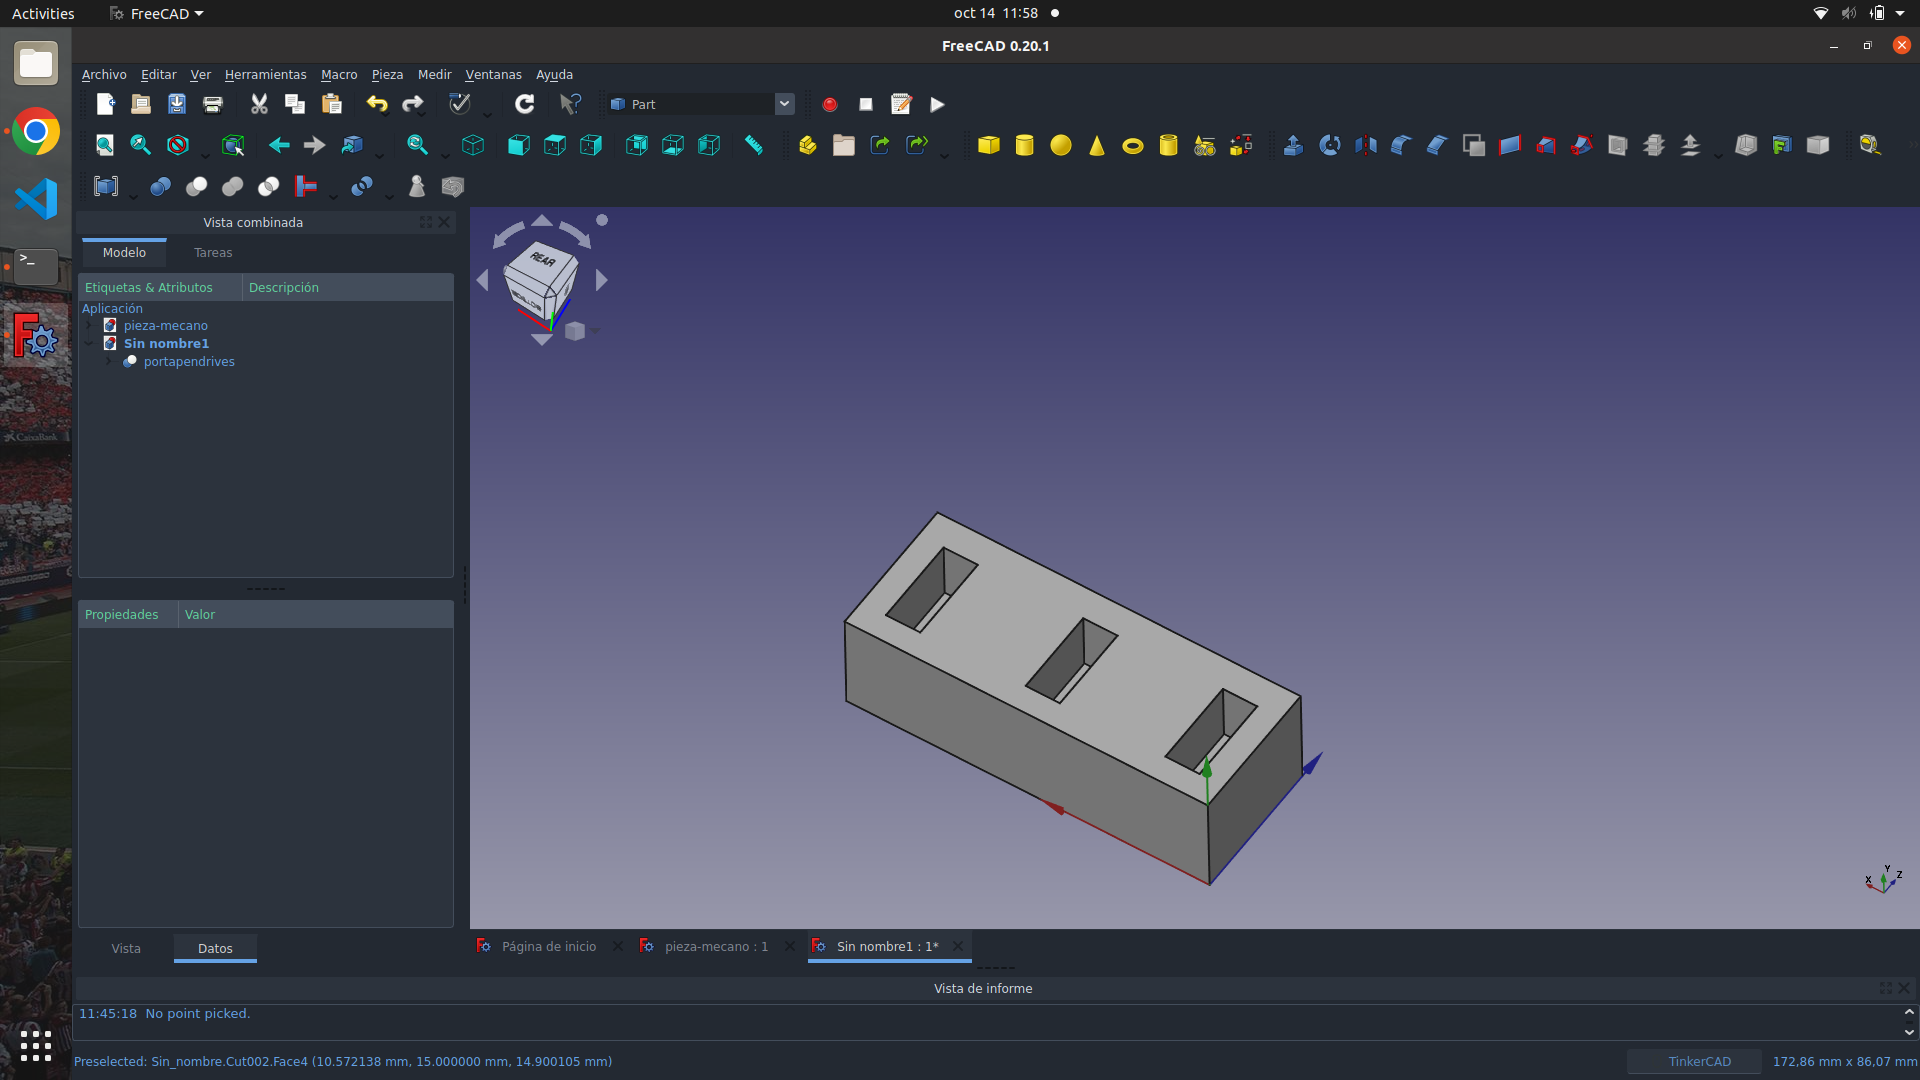 Activities
FreeCAD
oct 14 11:58
FreeCAD 0.20.1
Archivo Editar Ver Herramientas Macro Pieza Medir Ventanas Ayuda
Part
Vista combinada
Modelo Tareas
Etiquetas & Atributos Descripción
Aplicación
pieza-mecano
Sin nombre1
portapendrives
REAR
CaixaBank
Propiedades Valor
X Y Z
Vista Datos
Página de inicio
pieza-mecano : 1
Sin nombre1 : 1*
Vista de informe
11:45:18 No point picked.
Preselected: Sin_nombre.Cut002.Face4 (10.572138 mm, 15.000000 mm, 14.900105 mm)
TinkerCAD
172,86 mm x 86,07 mm